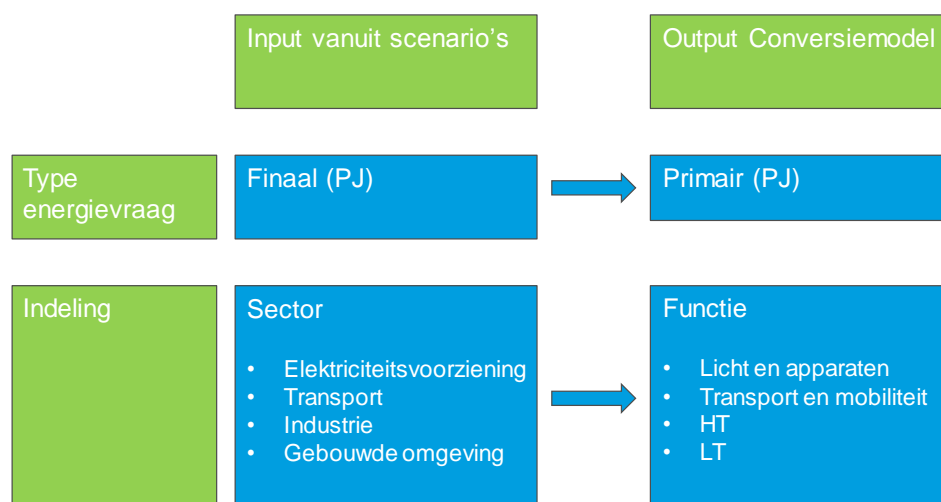 Input vanuit scenario's
Output Conversiemodel
Type
energievraag
Finaal (PJ)
Primair (PJ)
Indeling
Sector
• Elektriciteitsvoorziening
• Transport
• Industrie
• Gebouwde omgeving
Functie
• Licht en apparaten
• Transport en mobiliteit
• HT
• LT